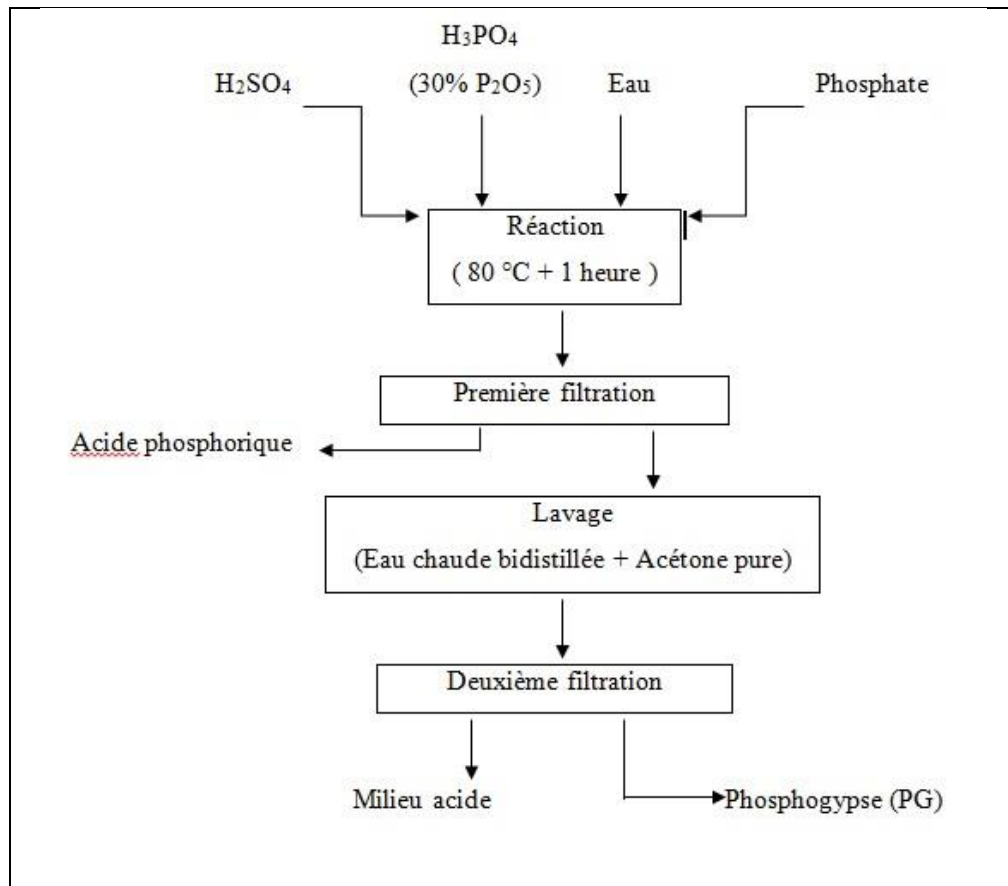 H₃PO₄
H₂SO₄ (30% P₂O₅) Eau Phosphate
Réaction
( 80 °C + 1 heure )
Première filtration
Acide phosphorique
Lavage
(Eau chaude bidistillée + Acétone pure)
Deuxième filtration
Milieu acide Phosphogypse (PG)